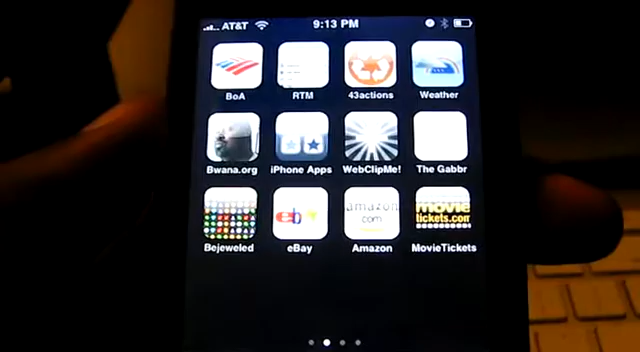 AT&T 9:13 PM
BoA RTM 43actions Weather
Bwana.org iPhone Apps WebClipMe! The Gabbr
amazon
.com
movie
tickets.com
eb
Bejeweled eBay Amazon MovieTickets